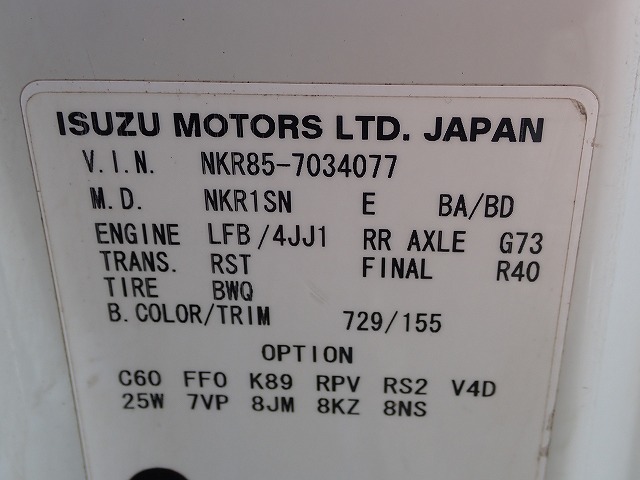 ISUZU MOTORS LTD. JAPAN
V.I.N. NKR85-7034077
M.D. NKR1SN E BA/BD
ENGINE LFB/4JJ1 RR AXLE G73
TRANS. RST FINAL R40
TIRE BWQ
B.COLOR/TRIM 729/155
OPTION
C60 FF0 K89 RPV RS2 V4D
25W 7VP 8JM 8KZ 8NS